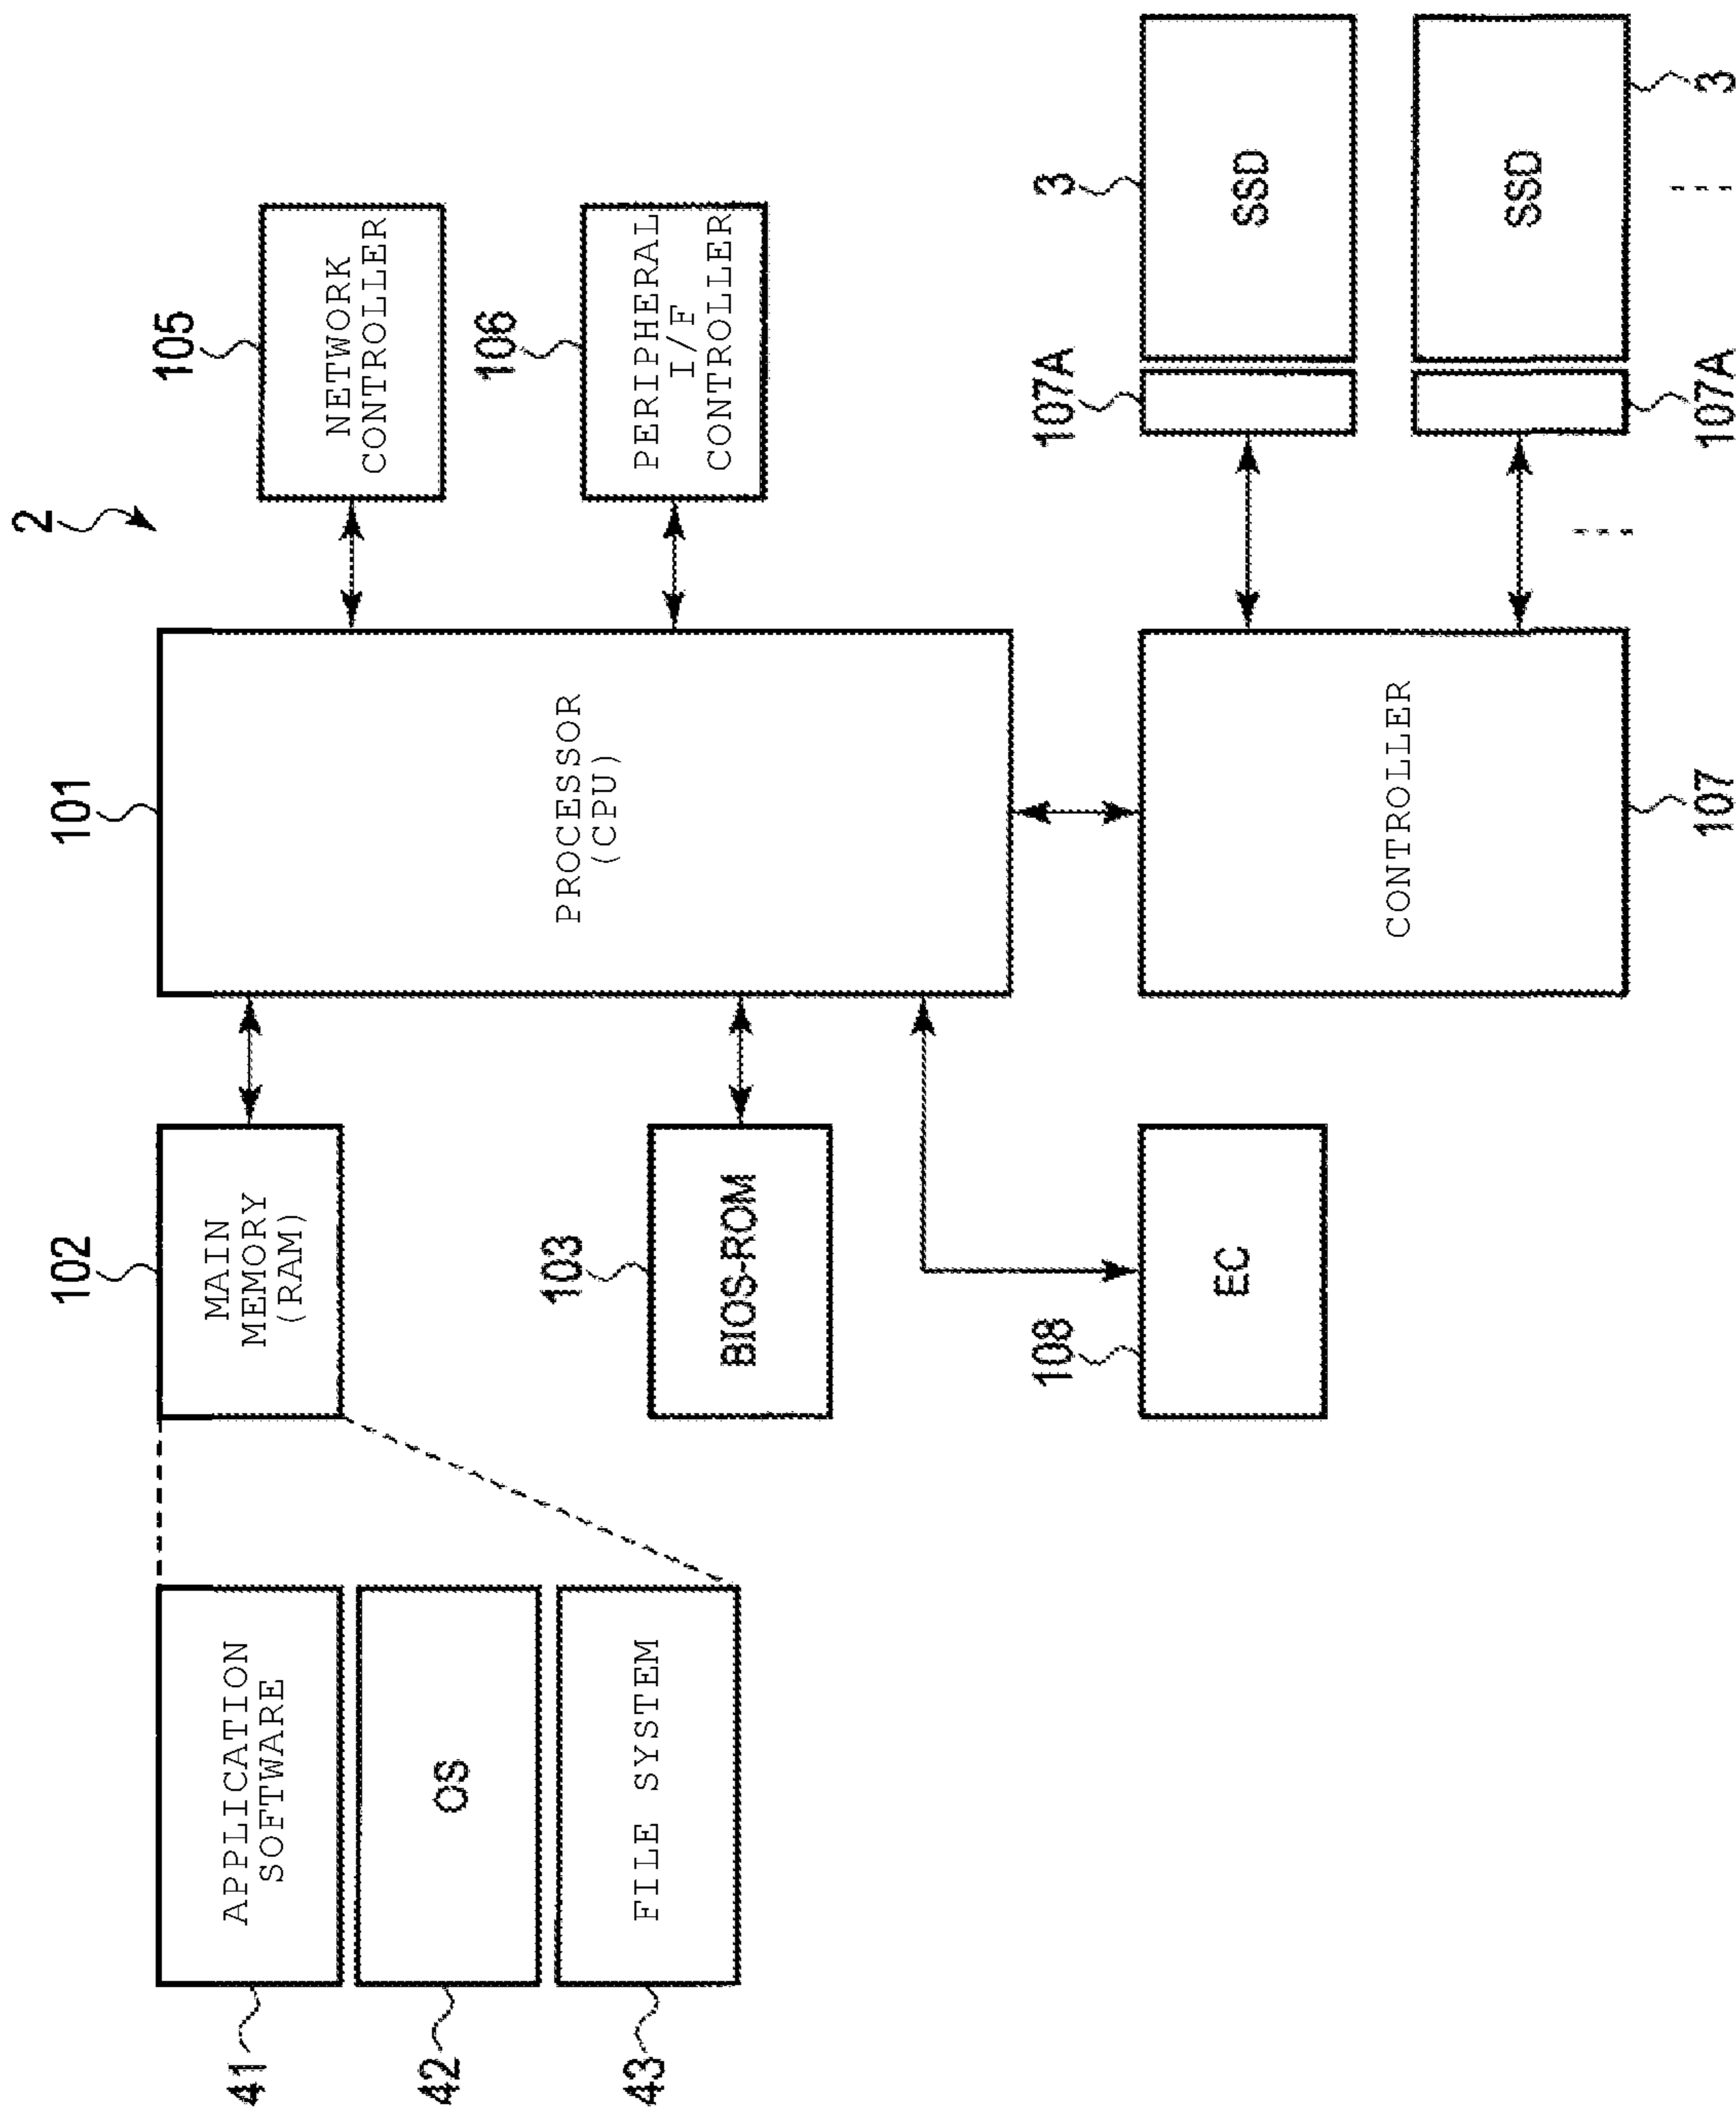 2
41
APPLICATION
SOFTWARE
42
OS
43
FILE SYSTEM
102
MAIN
MEMORY
(RAM)
103
BIOS-ROM
108
EC
101
PROCESSOR
(CPU)
CONTROLLER
107
105
NETWORK
CONTROLLER
106
PERIPHERAL
I/F
CONTROLLER
107A
3
SSD
107A
SSD
3